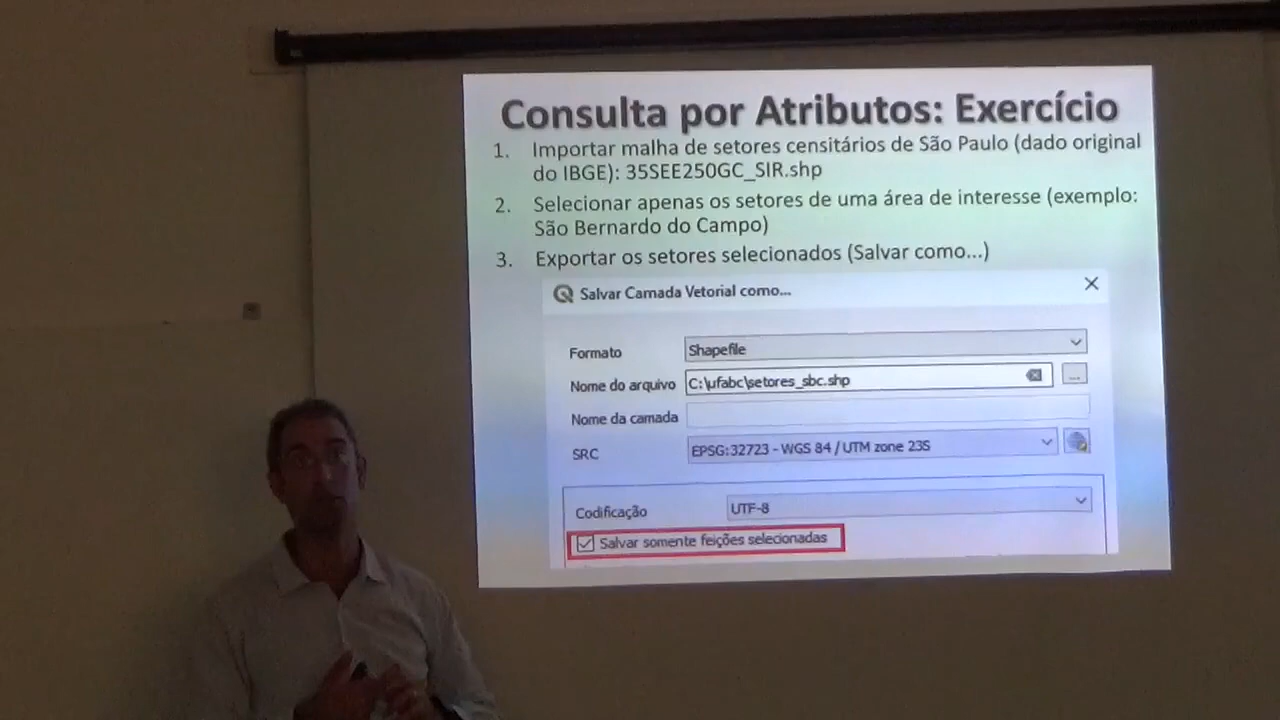 Consulta por Atributos: Exercício
1. Importar malha de setores censitários de São Paulo (dado original
do IBGE): 35SEE250GC_SIR.shp
2. Selecionar apenas os setores de uma área de interesse (exemplo:
São Bernardo do Campo)
3. Exportar os setores selecionados (Salvar como...)
Salvar Camada Vetorial como...
Formato Shapefile
Nome do arquivo C:\ufabc\setores_sbc.shp ...
Nome da camada
SRC EPSG:32723 - WGS 84 / UTM zone 23S
Codificação UTF-8
Salvar somente feições selecionadas